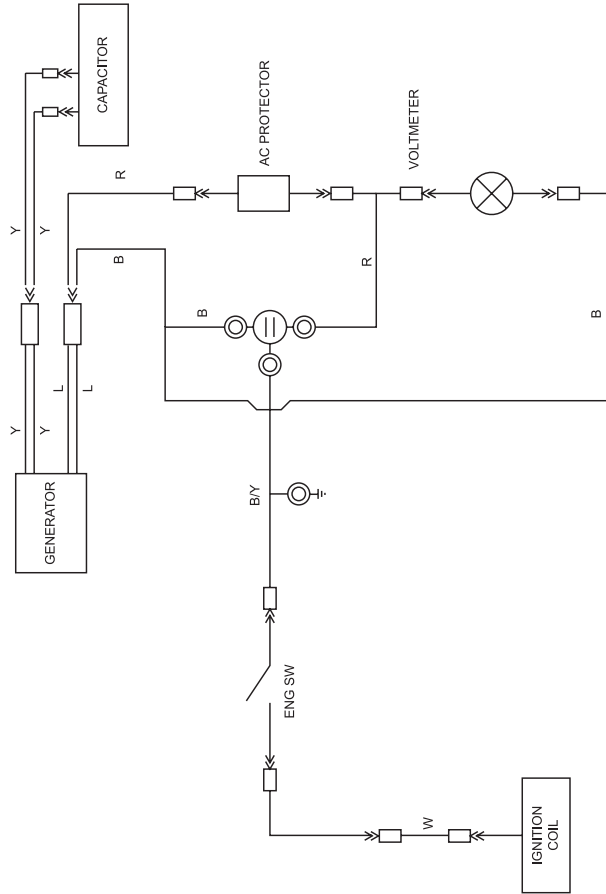 CAPACITOR
Y
Y
R
AC PROTECTOR
VOLTMETER
B
B
R
B
Y
Y
L
L
GENERATOR
B/Y
ENG SW
W
IGNITION
COIL